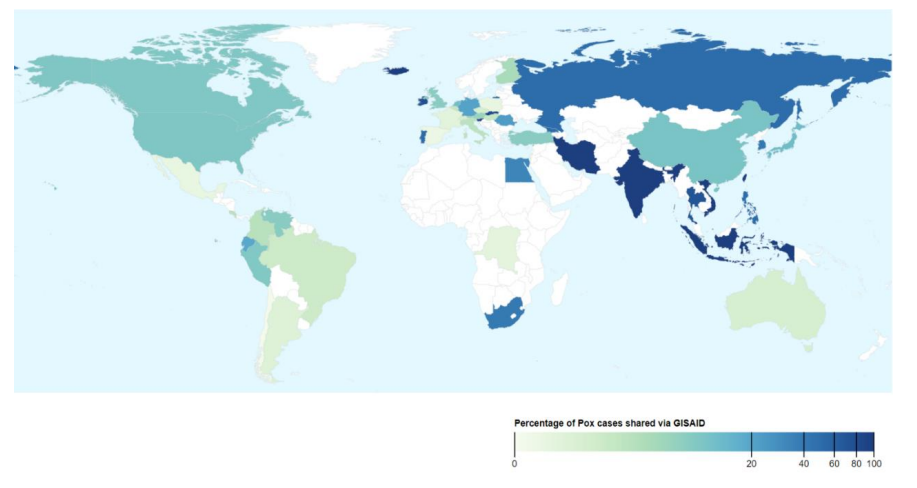 Percentage of Pox cases shared via GISAID
0 20 40 60 80 100